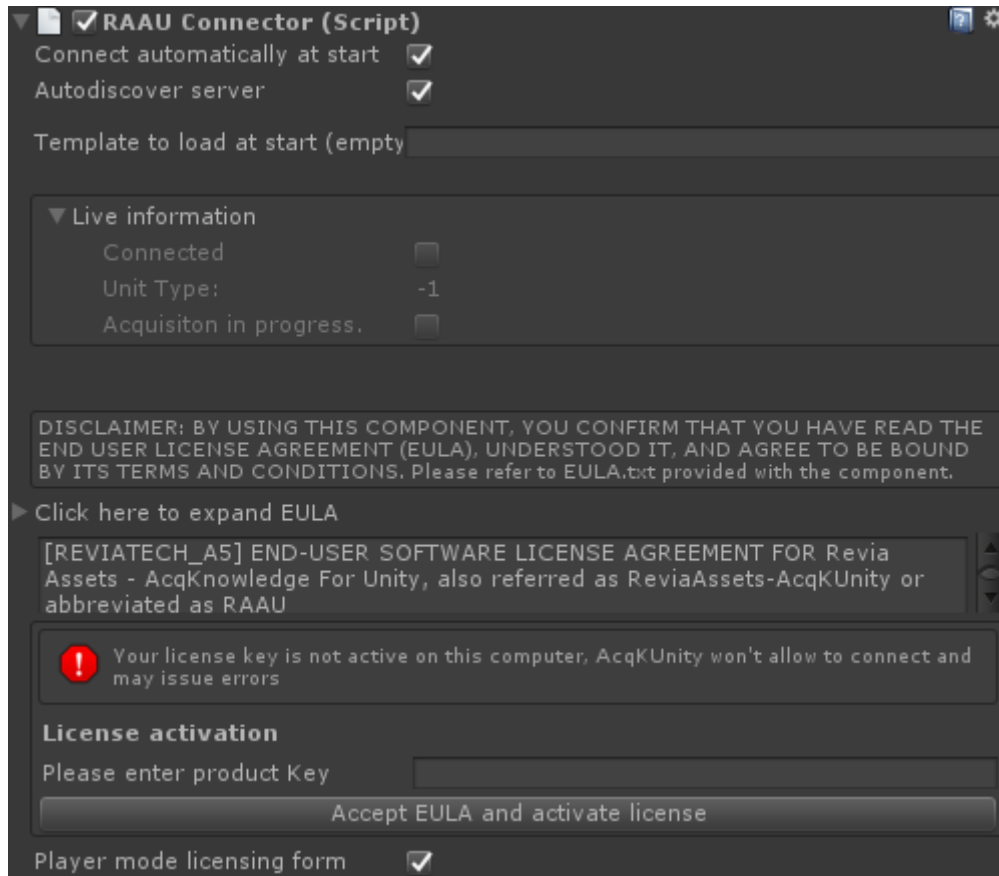 RAAU Connector (Script)
Connect automatically at start
Autodiscover server
Template to load at start (empty
Live information
Connected
Unit Type: -1
Acquisiton in progress.
DISCLAIMER: BY USING THIS COMPONENT, YOU CONFIRM THAT YOU HAVE READ THE
END USER LICENSE AGREEMENT (EULA), UNDERSTOOD IT, AND AGREE TO BE BOUND
BY ITS TERMS AND CONDITIONS. Please refer to EULA.txt provided with the component.
Click here to expand EULA
[REVIATECH_A5] END-USER SOFTWARE LICENSE AGREEMENT FOR Revia
Assets - AcqKnowledge For Unity, also referred as ReviaAssets-AcqKUnity or
abbreviated as RAAU
Your license key is not active on this computer, AcqKUnity won't allow to connect and
may issue errors
License activation
Please enter product Key
Accept EULA and activate license
Player mode licensing form